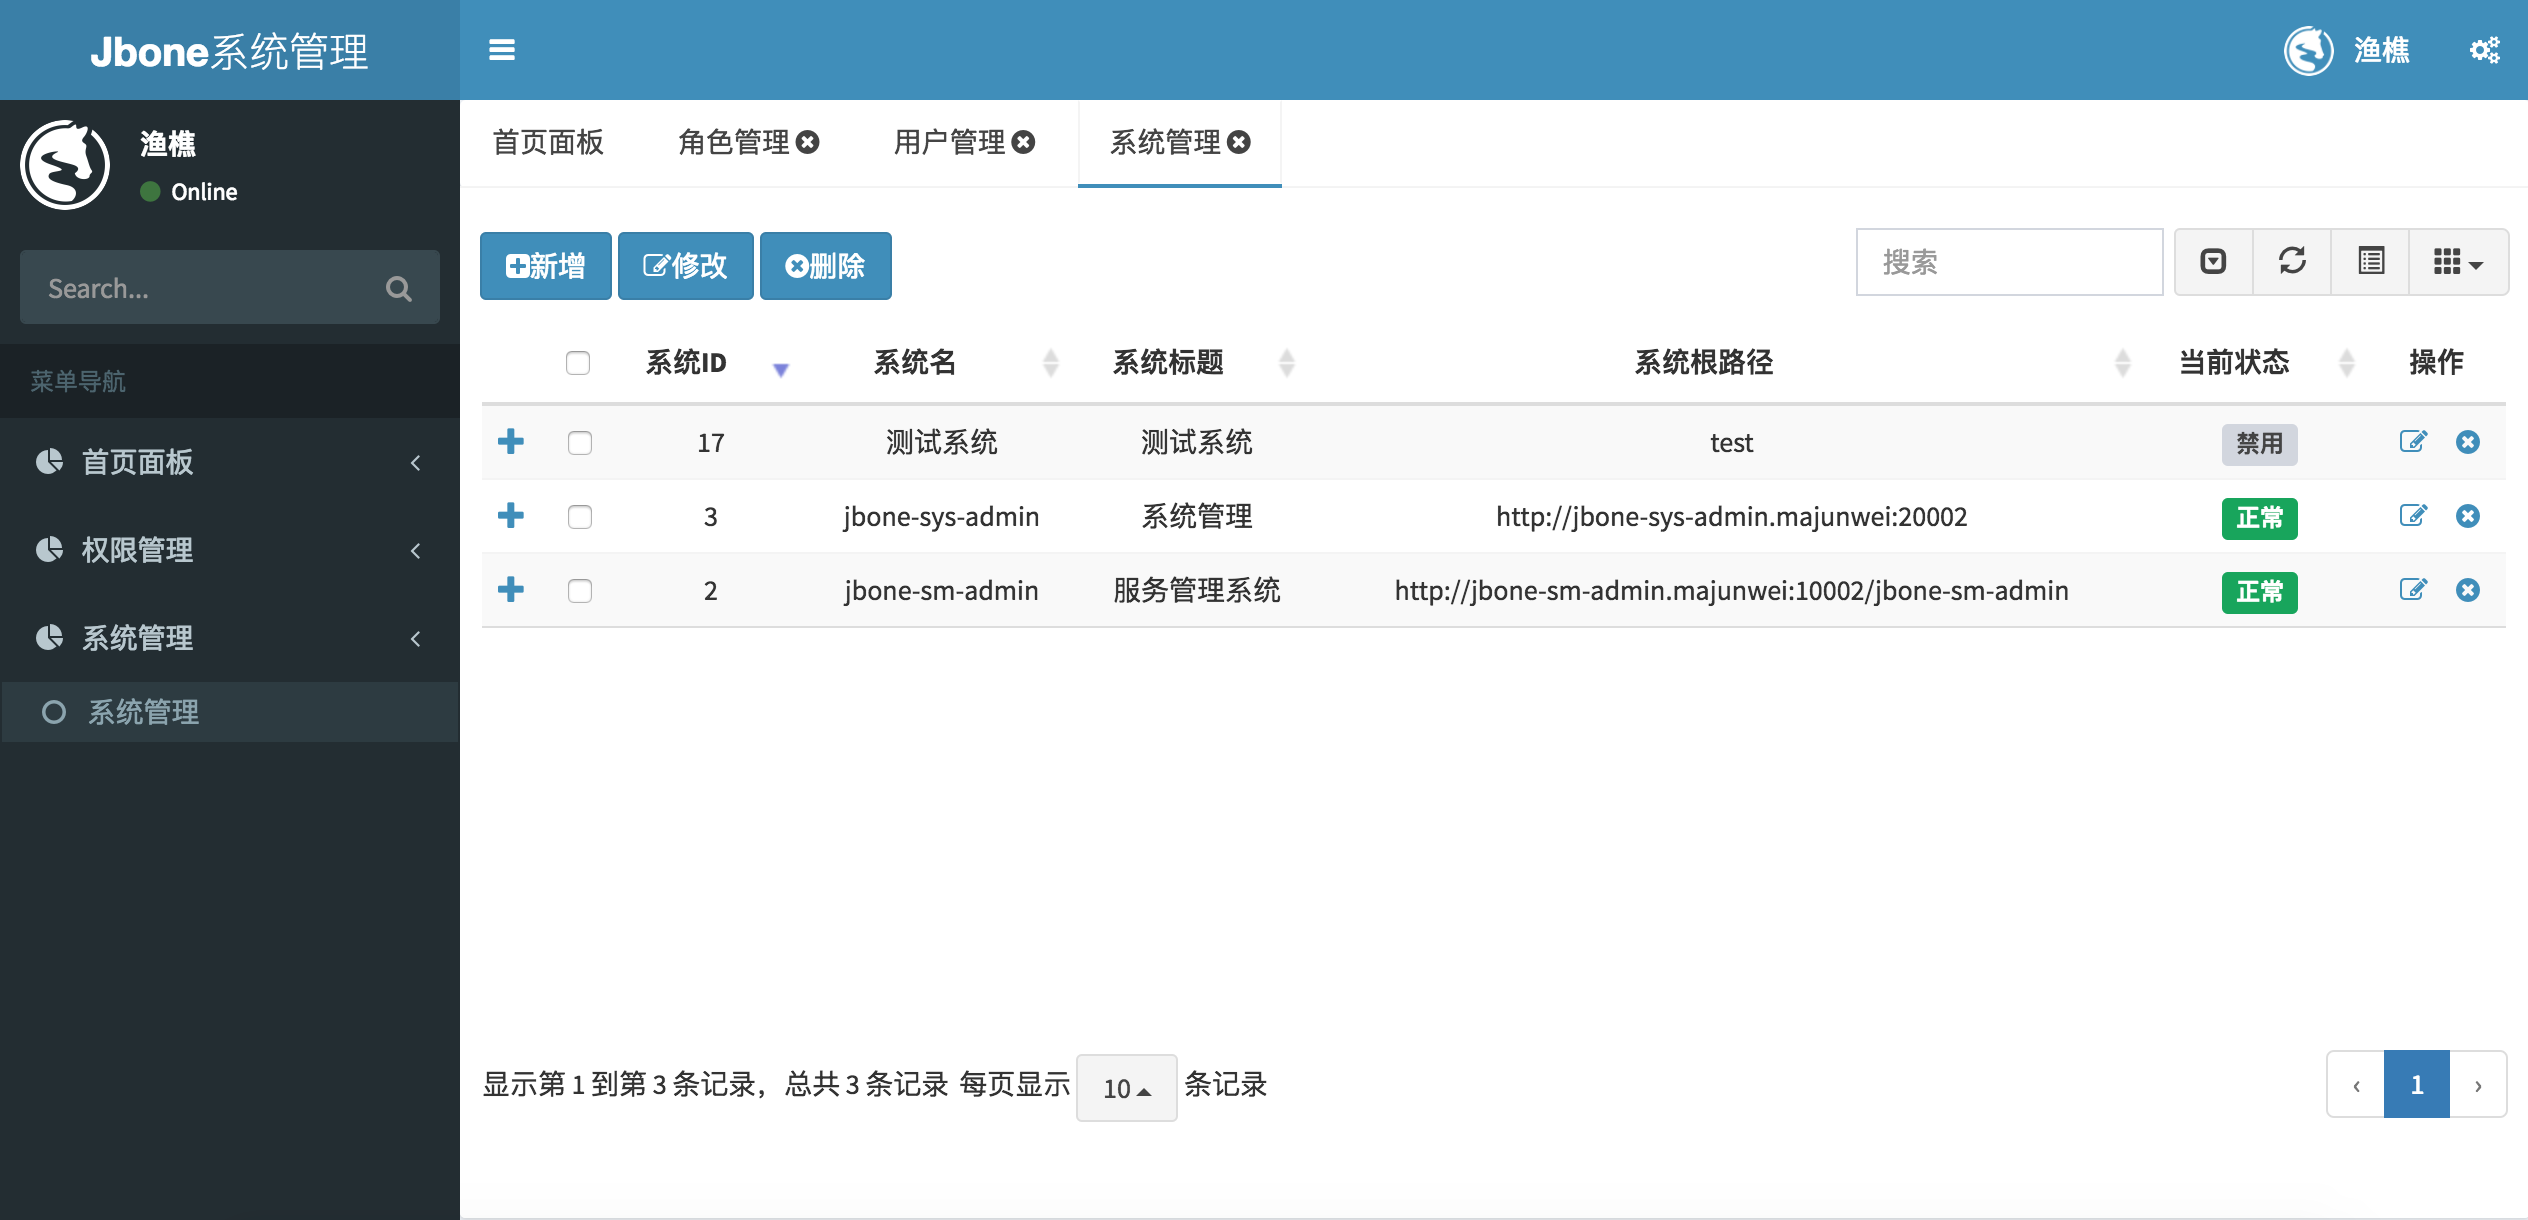 Jbone系统管理
渔樵
渔樵
Online
Search...
菜单导航
首页面板
权限管理
系统管理
系统管理
首页面板 角色管理 用户管理 系统管理
新增 修改 删除 搜索
系统ID 系统名 系统标题 系统根路径 当前状态 操作
17 测试系统 测试系统 test 禁用
3 jbone-sys-admin 系统管理 http://jbone-sys-admin.majunwei:20002 正常
2 jbone-sm-admin 服务管理系统 http://jbone-sm-admin.majunwei:10002/jbone-sm-admin 正常
显示第 1 到第 3 条记录，总共 3 条记录 每页显示 10 条记录 ‹ 1 ›